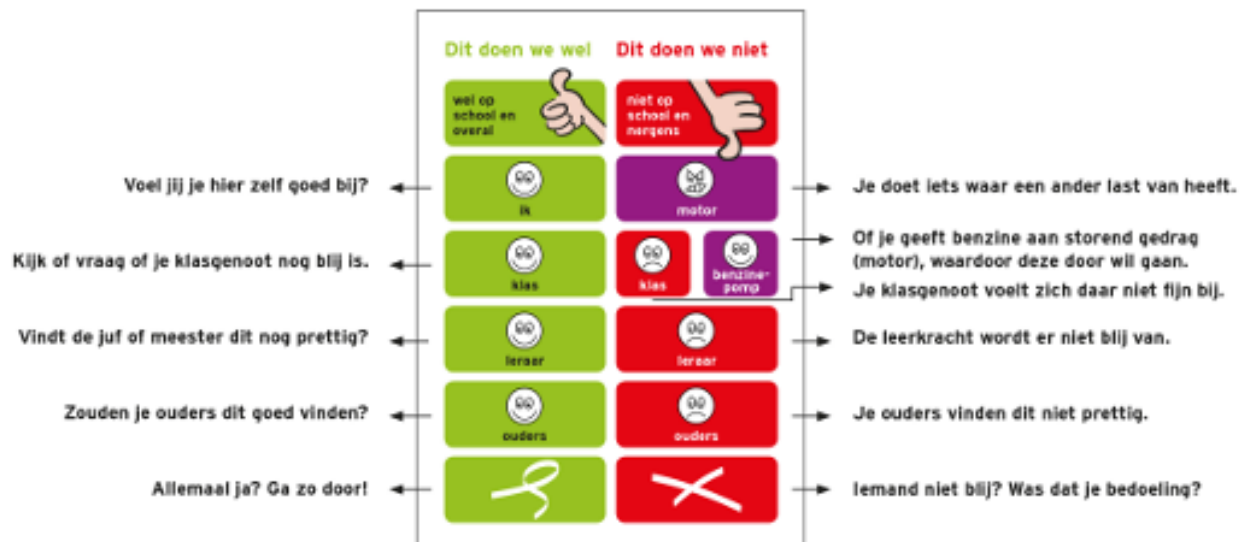 Dit doen we wel
Dit doen we niet
wel op
school en
overal
niet op
school en
nergens
Voel jij je hier zelf goed bij?
ik
motor
Je doet iets waar een ander last van heeft.
Kijk of vraag of je klasgenoot nog blij is.
klas
klas
benzine-
pomp
Of je geeft benzine aan storend gedrag
(motor), waardoor deze door wil gaan.
Je klasgenoot voelt zich daar niet fijn bij.
Vindt de juf of meester dit nog prettig?
leraar
leraar
De leerkracht wordt er niet blij van.
Zouden je ouders dit goed vinden?
ouders
ouders
Je ouders vinden dit niet prettig.
Allemaal ja? Ga zo door!
Iemand niet blij? Was dat je bedoeling?